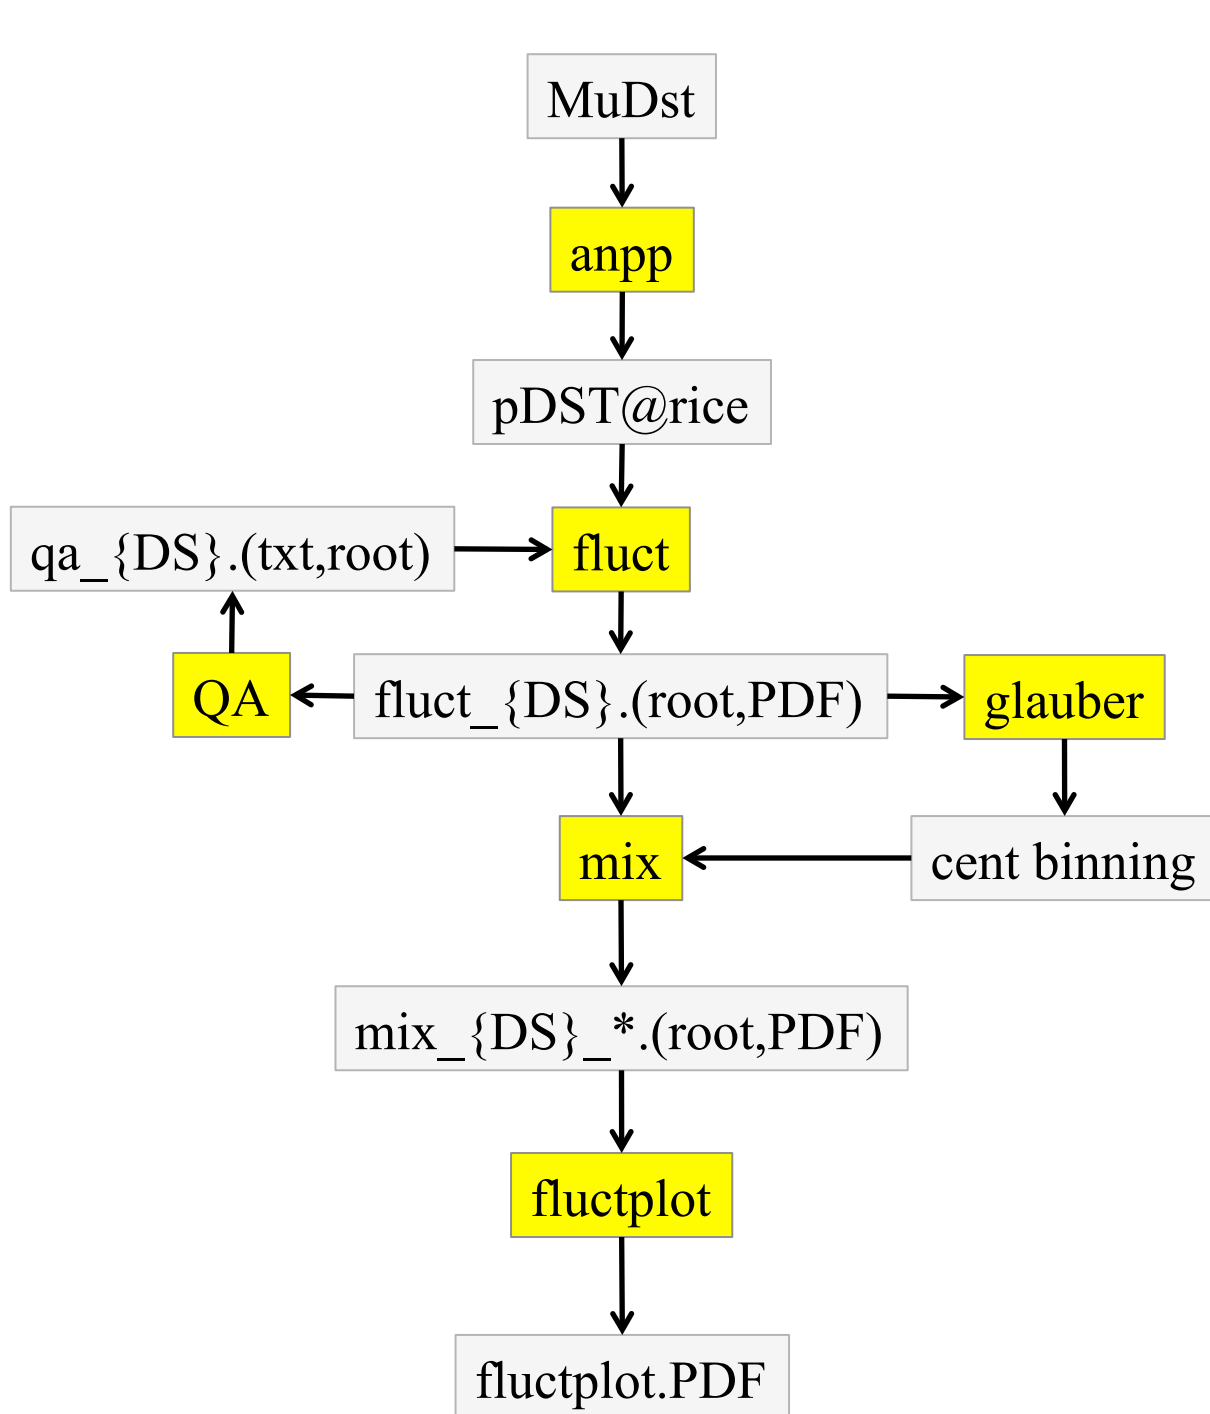 MuDst
anpp
pDST@rice
qa_{DS}.(txt,root)
fluct
QA
fluct_{DS}.(root,PDF)
glauber
mix
cent binning
mix_{DS}_*.(root,PDF)
fluctplot
fluctplot.PDF